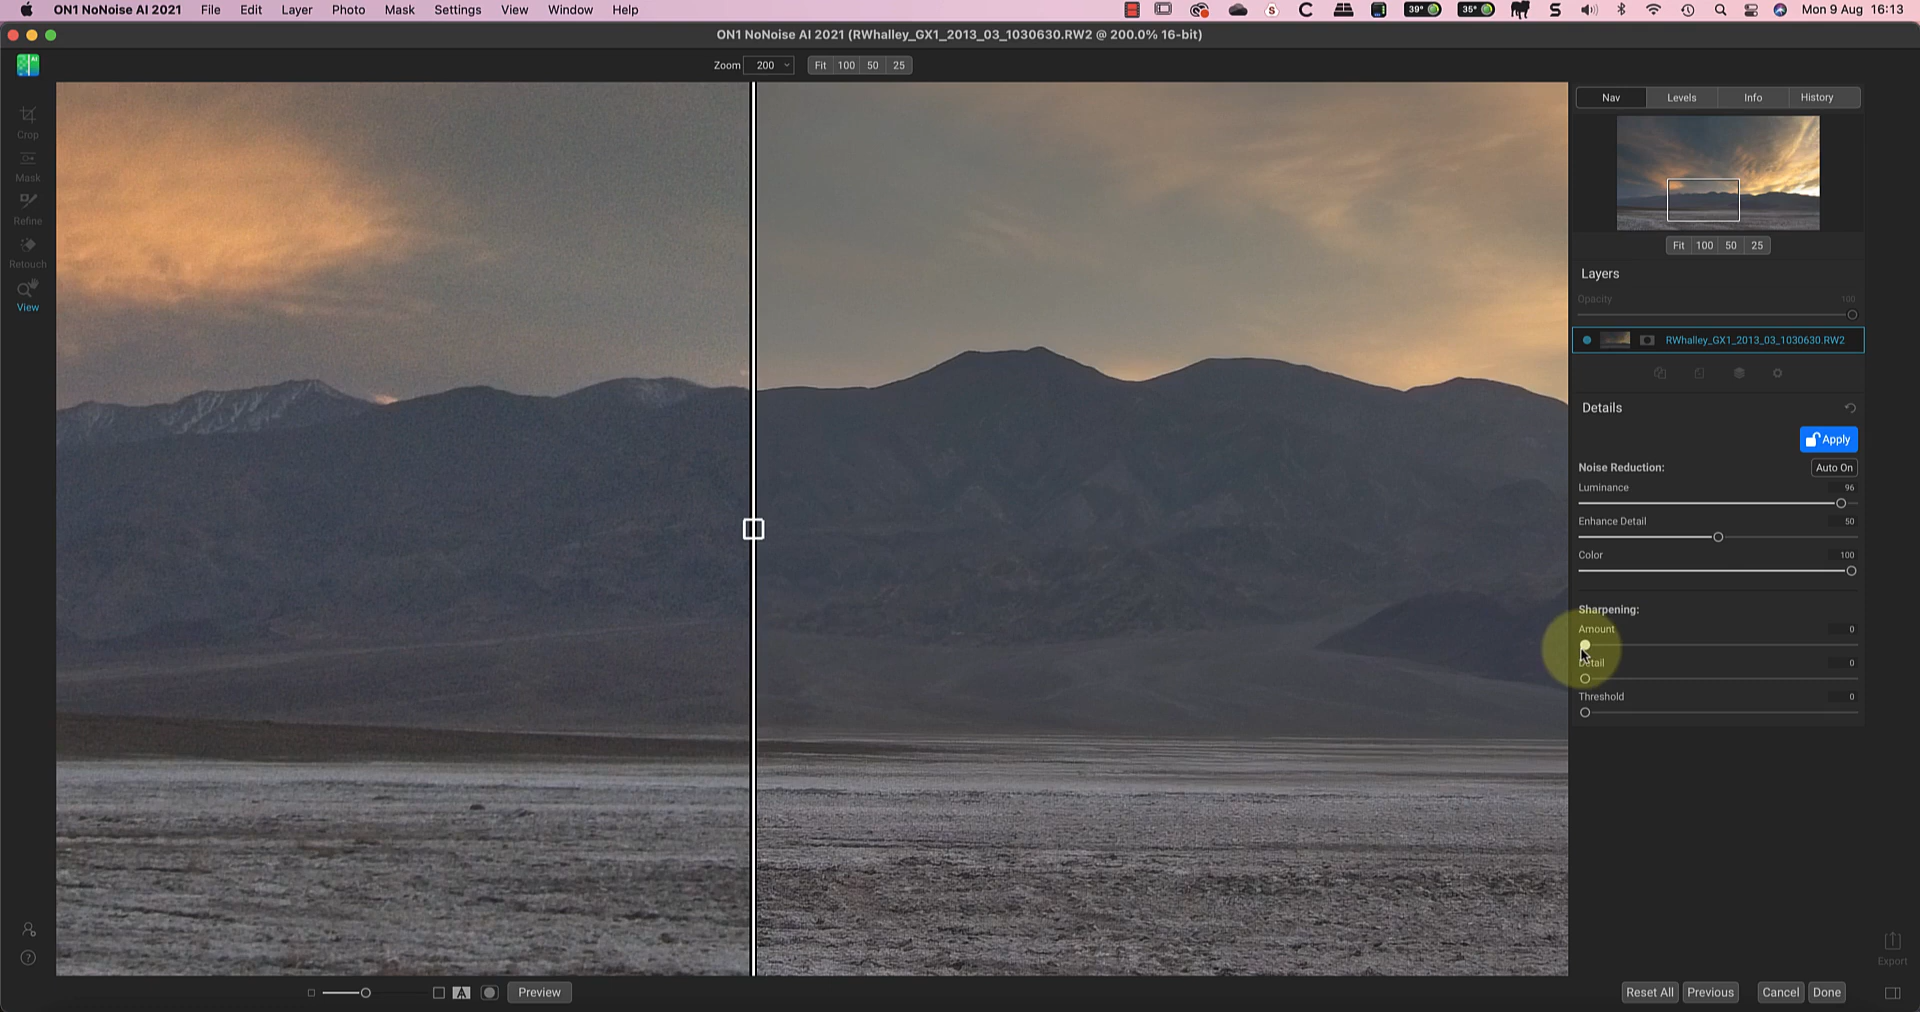 ON1 NoNoise AI 2021 File Edit Layer Photo Mask Settings View Window Help 39° 35° Mon 9 Aug 16:13
ON1 NoNoise AI 2021 (RWhalley_GX1_2013_03_1030630.RW2 @ 200.0% 16-bit)
Zoom 200 Fit 100 50 25
Crop
Mask
Refine
Retouch
View
Nav Levels Info History
Fit 100 50 25
Layers
Opacity 100
RWhalley_GX1_2013_03_1030630.RW2
Details
Apply
Noise Reduction: Auto On
Luminance 96
Enhance Detail 50
Color 100
Sharpening:
Amount 0
Detail 0
Threshold 0
Export
A Preview Reset All Previous Cancel Done